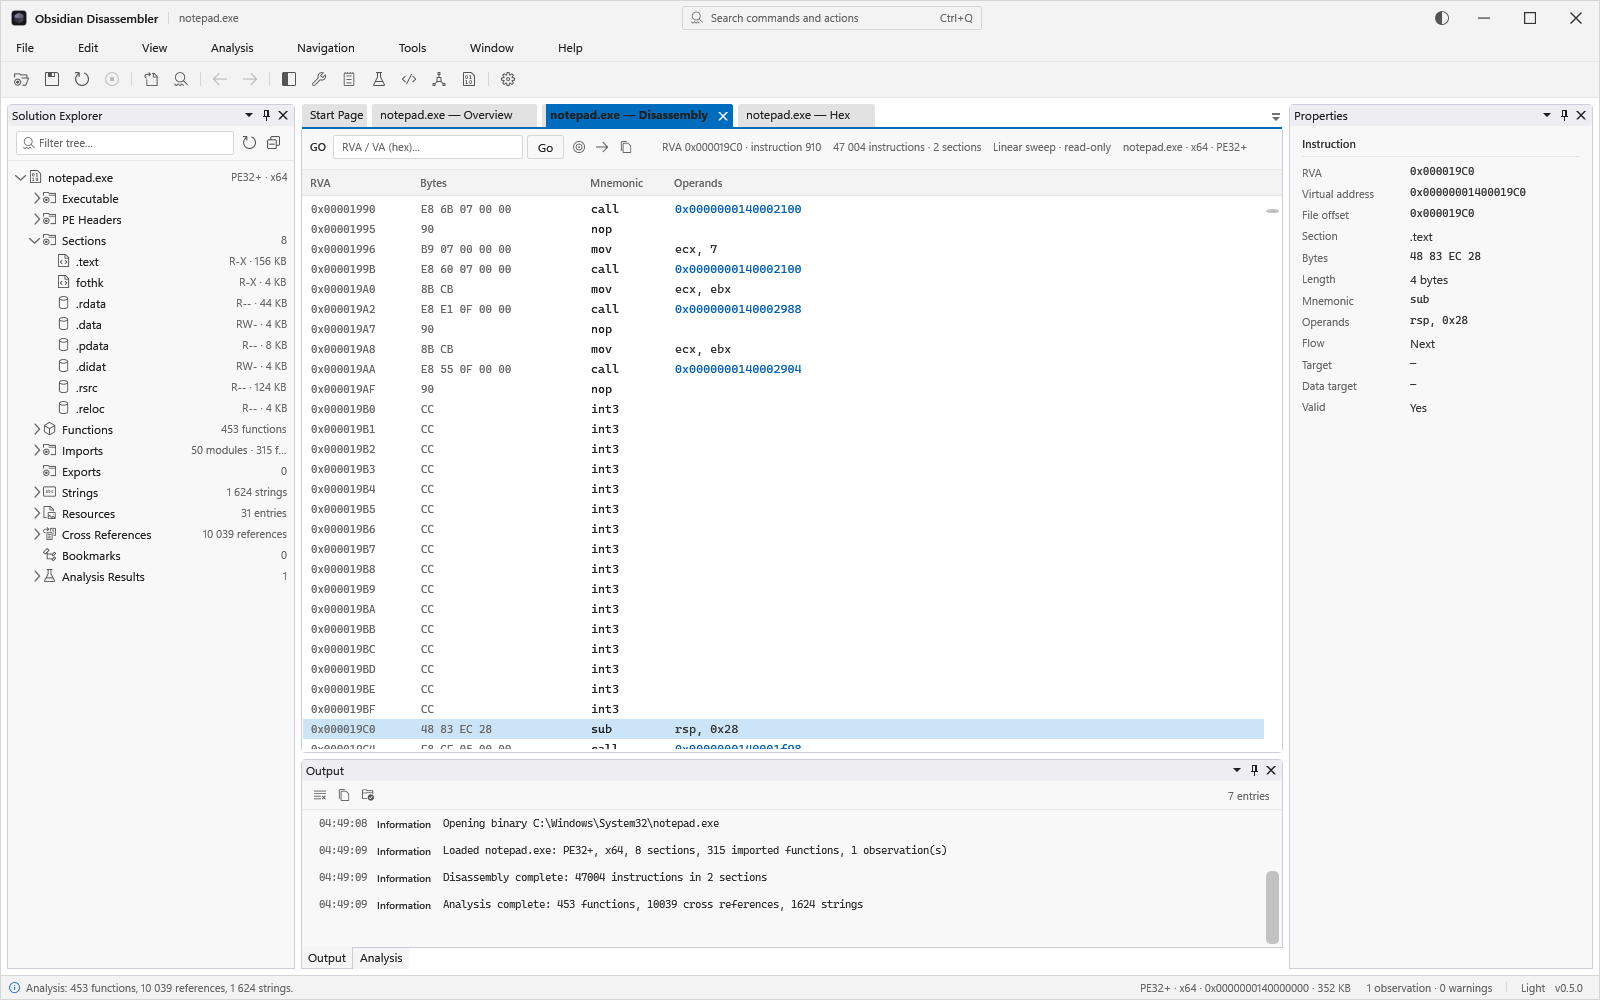 Obsidian Disassembler notepad.exe
Search commands and actions Ctrl+Q
File Edit View Analysis Navigation Tools Window Help
Solution Explorer
Filter tree...
notepad.exe PE32+ · x64
Executable
PE Headers
Sections 8
.text R-X · 156 KB
fothk R-X · 4 KB
.rdata R-- · 44 KB
.data RW- · 4 KB
.pdata R-- · 8 KB
.didat RW- · 4 KB
.rsrc R-- · 124 KB
.reloc R-- · 4 KB
Functions 453 functions
Imports 50 modules · 315 f...
Exports 0
Strings 1 624 strings
Resources 31 entries
Cross References 10 039 references
Bookmarks 0
Analysis Results 1
Start Page notepad.exe — Overview notepad.exe — Disassembly notepad.exe — Hex
GO RVA / VA (hex)... Go RVA 0x000019C0 · instruction 910 47 004 instructions · 2 sections Linear sweep · read-only notepad.exe · x64 · PE32+
RVA Bytes Mnemonic Operands
0x00001990 E8 6B 07 00 00 call 0x0000000140002100
0x00001995 90 nop
0x00001996 B9 07 00 00 00 mov ecx, 7
0x0000199B E8 60 07 00 00 call 0x0000000140002100
0x000019A0 8B CB mov ecx, ebx
0x000019A2 E8 E1 0F 00 00 call 0x0000000140002988
0x000019A7 90 nop
0x000019A8 8B CB mov ecx, ebx
0x000019AA E8 55 0F 00 00 call 0x0000000140002904
0x000019AF 90 nop
0x000019B0 CC int3
0x000019B1 CC int3
0x000019B2 CC int3
0x000019B3 CC int3
0x000019B4 CC int3
0x000019B5 CC int3
0x000019B6 CC int3
0x000019B7 CC int3
0x000019B8 CC int3
0x000019B9 CC int3
0x000019BA CC int3
0x000019BB CC int3
0x000019BC CC int3
0x000019BD CC int3
0x000019BE CC int3
0x000019BF CC int3
0x000019C0 48 83 EC 28 sub rsp, 0x28
0x000019C4 E8 CF 05 00 00 call 0x0000000140001f98
Output
7 entries
04:49:08 Information Opening binary C:\Windows\System32\notepad.exe
04:49:09 Information Loaded notepad.exe: PE32+, x64, 8 sections, 315 imported functions, 1 observation(s)
04:49:09 Information Disassembly complete: 47004 instructions in 2 sections
04:49:09 Information Analysis complete: 453 functions, 10039 cross references, 1624 strings
Output Analysis
Properties
Instruction
RVA 0x000019C0
Virtual address 0x00000001400019C0
File offset 0x000019C0
Section .text
Bytes 48 83 EC 28
Length 4 bytes
Mnemonic sub
Operands rsp, 0x28
Flow Next
Target —
Data target —
Valid Yes
Analysis: 453 functions, 10 039 references, 1 624 strings.
PE32+ · x64 · 0x0000000140000000 · 352 KB 1 observation · 0 warnings Light v0.5.0